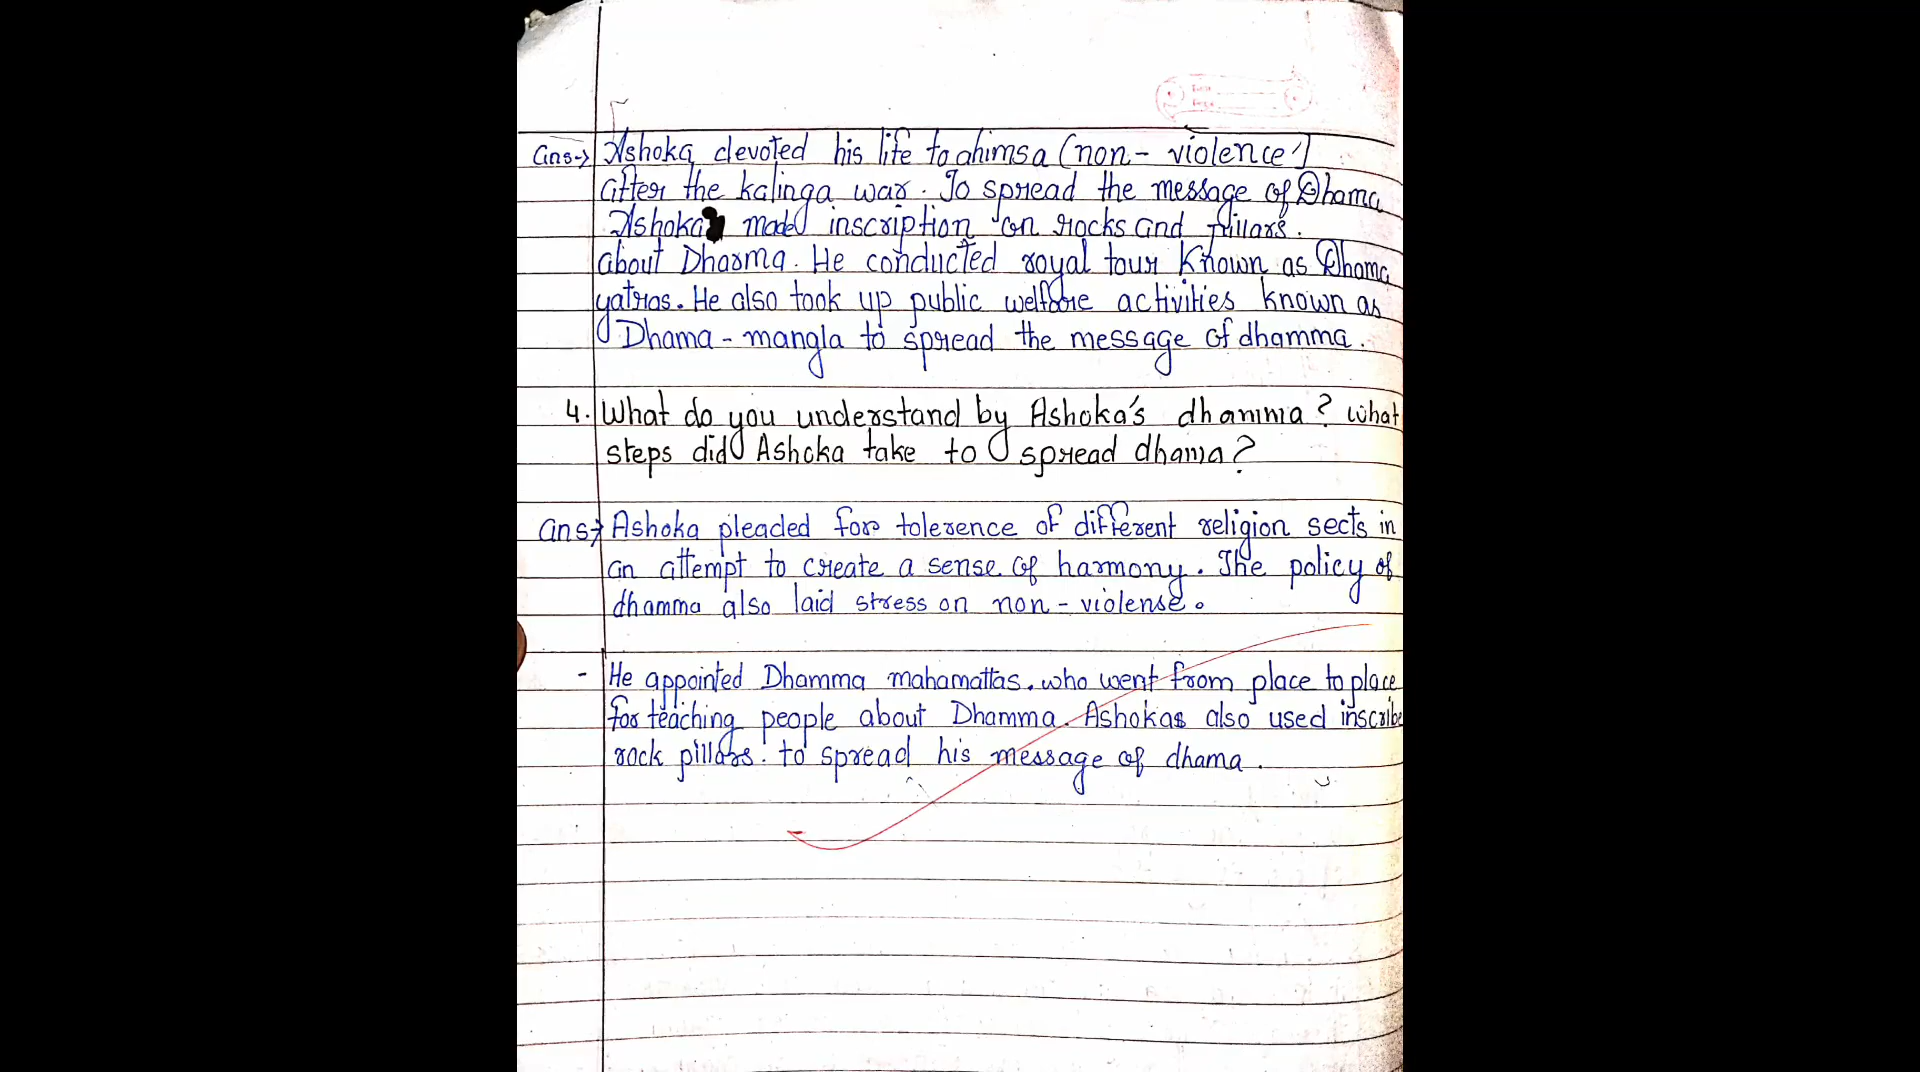 ans→ Ashoka devoted his life to ahimsa (non - violence)
after the kalinga war. To spread the message of Dhama
Ashoka made inscription on rocks and pillars.
about Dharma. He conducted royal tour Known as Dhama
yatras. He also took up public welfare activities known as
Dhama - mangla to spread the message of dhamma.
4. What do you understand by Ashoka's dhamma? what
steps did Ashoka take to spread dhama?
ans→ Ashoka pleaded for tolerence of different religion sects in
an attempt to create a sense of harmony. The policy of
dhamma also laid stress on non - violense.
- He appointed Dhamma mahamattas. who went from place to place
for teaching people about Dhamma. Ashokas also used inscribe
rock pillars. to spread his message of dhama.